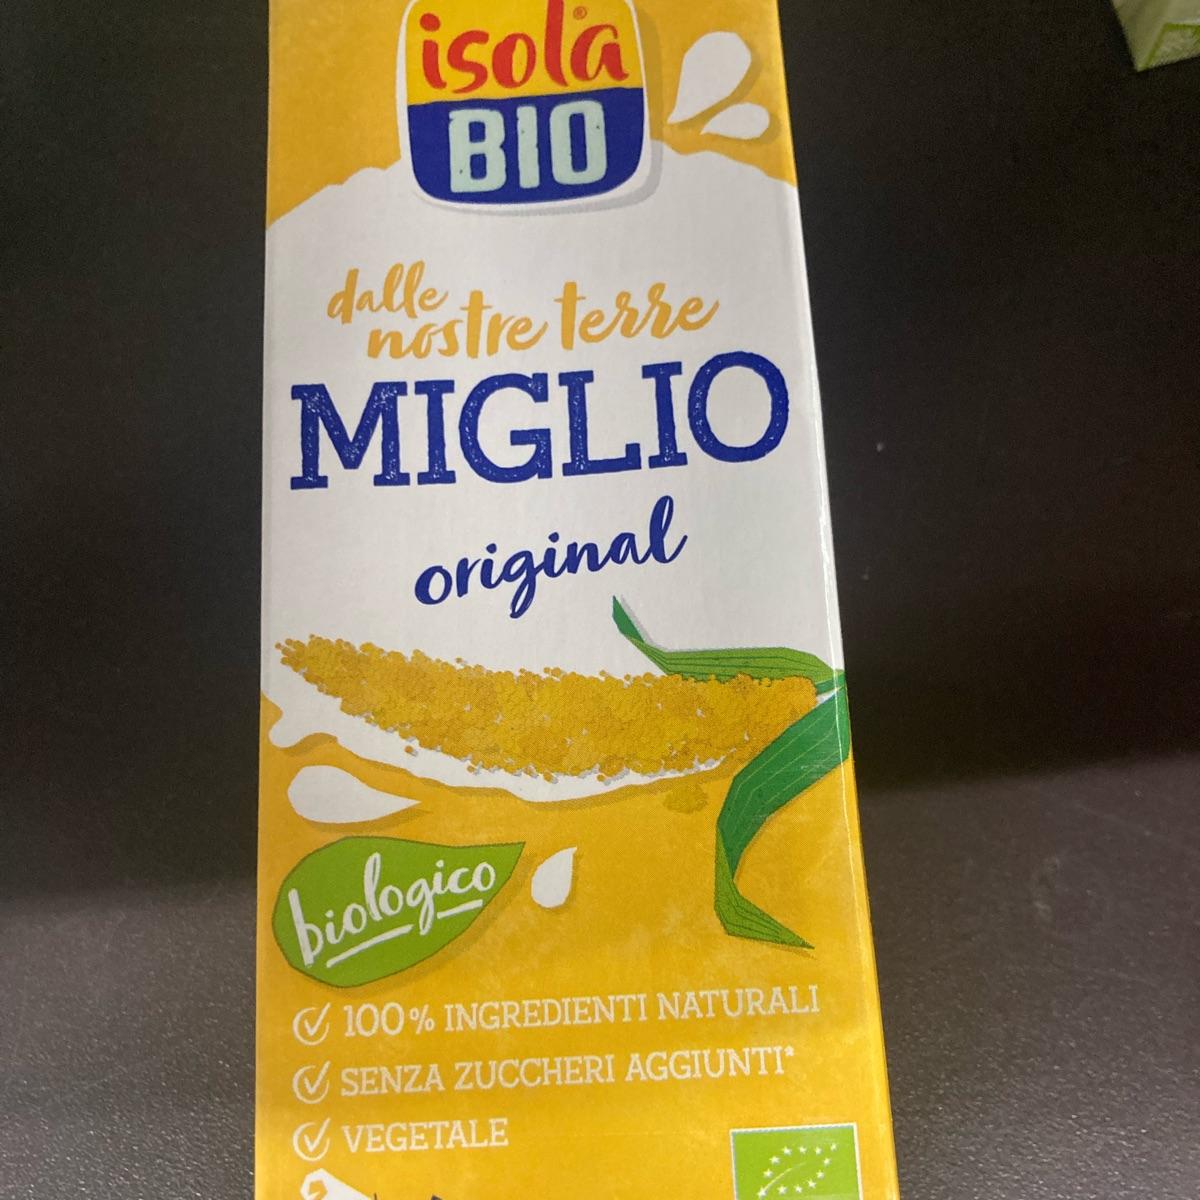 isola®
BIO
dalle
nostre terre
MIGLIO
original
biologico
100% INGREDIENTI NATURALI
SENZA ZUCCHERI AGGIUNTI*
VEGETALE